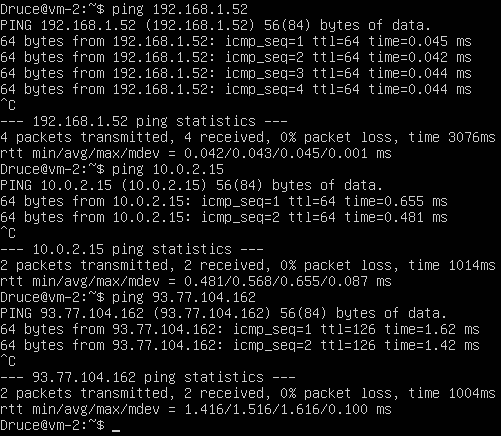 Druce@vm-2:~$ ping 192.168.1.52
PING 192.168.1.52 (192.168.1.52) 56(84) bytes of data.
64 bytes from 192.168.1.52: icmp_seq=1 ttl=64 time=0.045 ms
64 bytes from 192.168.1.52: icmp_seq=2 ttl=64 time=0.042 ms
64 bytes from 192.168.1.52: icmp_seq=3 ttl=64 time=0.044 ms
64 bytes from 192.168.1.52: icmp_seq=4 ttl=64 time=0.044 ms
^C
--- 192.168.1.52 ping statistics ---
4 packets transmitted, 4 received, 0% packet loss, time 3076ms
rtt min/avg/max/mdev = 0.042/0.043/0.045/0.001 ms
Druce@vm-2:~$ ping 10.0.2.15
PING 10.0.2.15 (10.0.2.15) 56(84) bytes of data.
64 bytes from 10.0.2.15: icmp_seq=1 ttl=64 time=0.655 ms
64 bytes from 10.0.2.15: icmp_seq=2 ttl=64 time=0.481 ms
^C
--- 10.0.2.15 ping statistics ---
2 packets transmitted, 2 received, 0% packet loss, time 1014ms
rtt min/avg/max/mdev = 0.481/0.568/0.655/0.087 ms
Druce@vm-2:~$ ping 93.77.104.162
PING 93.77.104.162 (93.77.104.162) 56(84) bytes of data.
64 bytes from 93.77.104.162: icmp_seq=1 ttl=126 time=1.62 ms
64 bytes from 93.77.104.162: icmp_seq=2 ttl=126 time=1.42 ms
^C
--- 93.77.104.162 ping statistics ---
2 packets transmitted, 2 received, 0% packet loss, time 1004ms
rtt min/avg/max/mdev = 1.416/1.516/1.616/0.100 ms
Druce@vm-2:~$ _